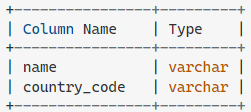 +--------------+---------+
| Column Name  | Type    |
+--------------+---------+
| name         | varchar |
| country_code | varchar |
+--------------+---------+